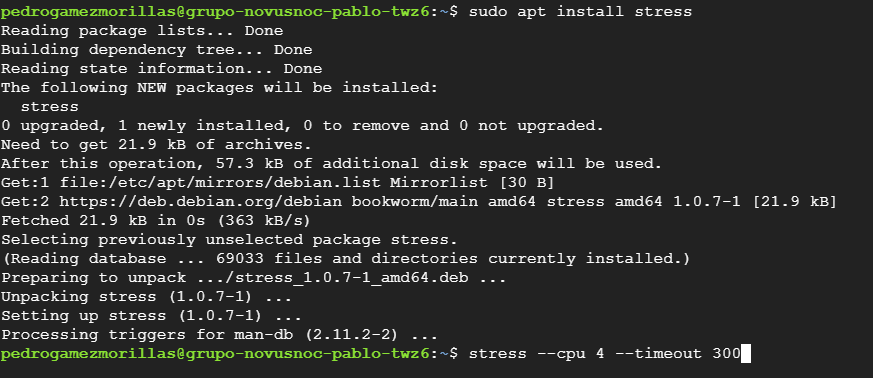 pedrogamezmorillas@grupo-novusnoc-pablo-twz6:~$ sudo apt install stress
Reading package lists... Done
Building dependency tree... Done
Reading state information... Done
The following NEW packages will be installed:
  stress
0 upgraded, 1 newly installed, 0 to remove and 0 not upgraded.
Need to get 21.9 kB of archives.
After this operation, 57.3 kB of additional disk space will be used.
Get:1 file:/etc/apt/mirrors/debian.list Mirrorlist [30 B]
Get:2 https://deb.debian.org/debian bookworm/main amd64 stress amd64 1.0.7-1 [21.9 kB]
Fetched 21.9 kB in 0s (363 kB/s)
Selecting previously unselected package stress.
(Reading database ... 69033 files and directories currently installed.)
Preparing to unpack .../stress_1.0.7-1_amd64.deb ...
Unpacking stress (1.0.7-1) ...
Setting up stress (1.0.7-1) ...
Processing triggers for man-db (2.11.2-2) ...
pedrogamezmorillas@grupo-novusnoc-pablo-twz6:~$ stress --cpu 4 --timeout 300